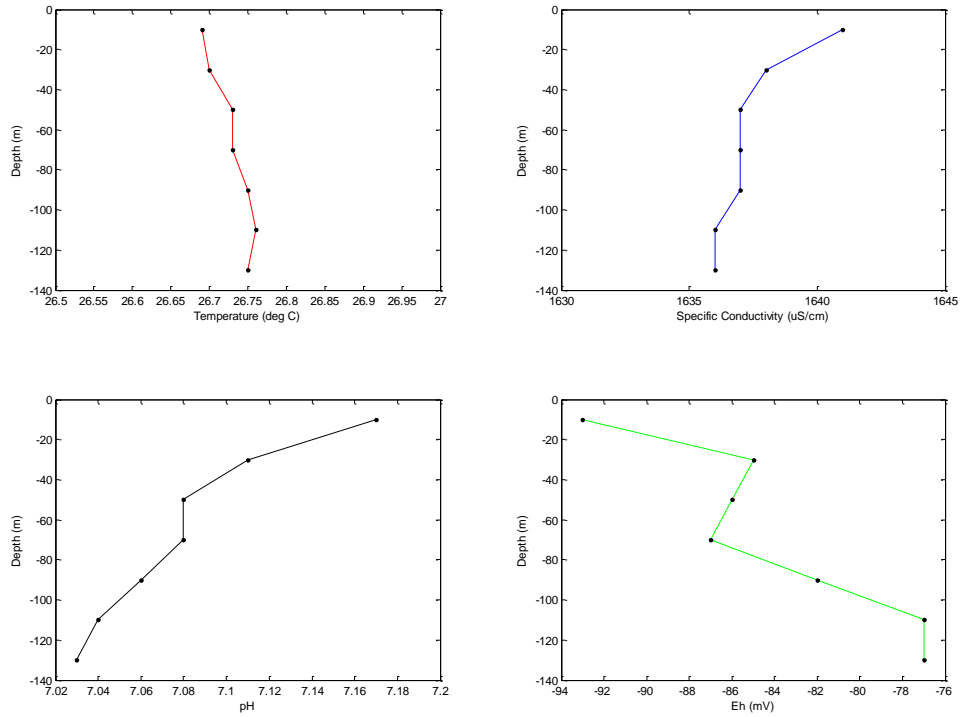 0
-20
-40
-60
-80
-100
-120
-140
Depth (m)
26.5 26.55 26.6 26.65 26.7 26.75 26.8 26.85 26.9 26.95 27
Temperature (deg C)
0
-20
-40
-60
-80
-100
-120
-140
Depth (m)
1630 1635 1640 1645
Specific Conductivity (uS/cm)
0
-20
-40
-60
-80
-100
-120
-140
Depth (m)
7.02 7.04 7.06 7.08 7.1 7.12 7.14 7.16 7.18 7.2
pH
0
-20
-40
-60
-80
-100
-120
-140
Depth (m)
-94 -92 -90 -88 -86 -84 -82 -80 -78 -76
Eh (mV)